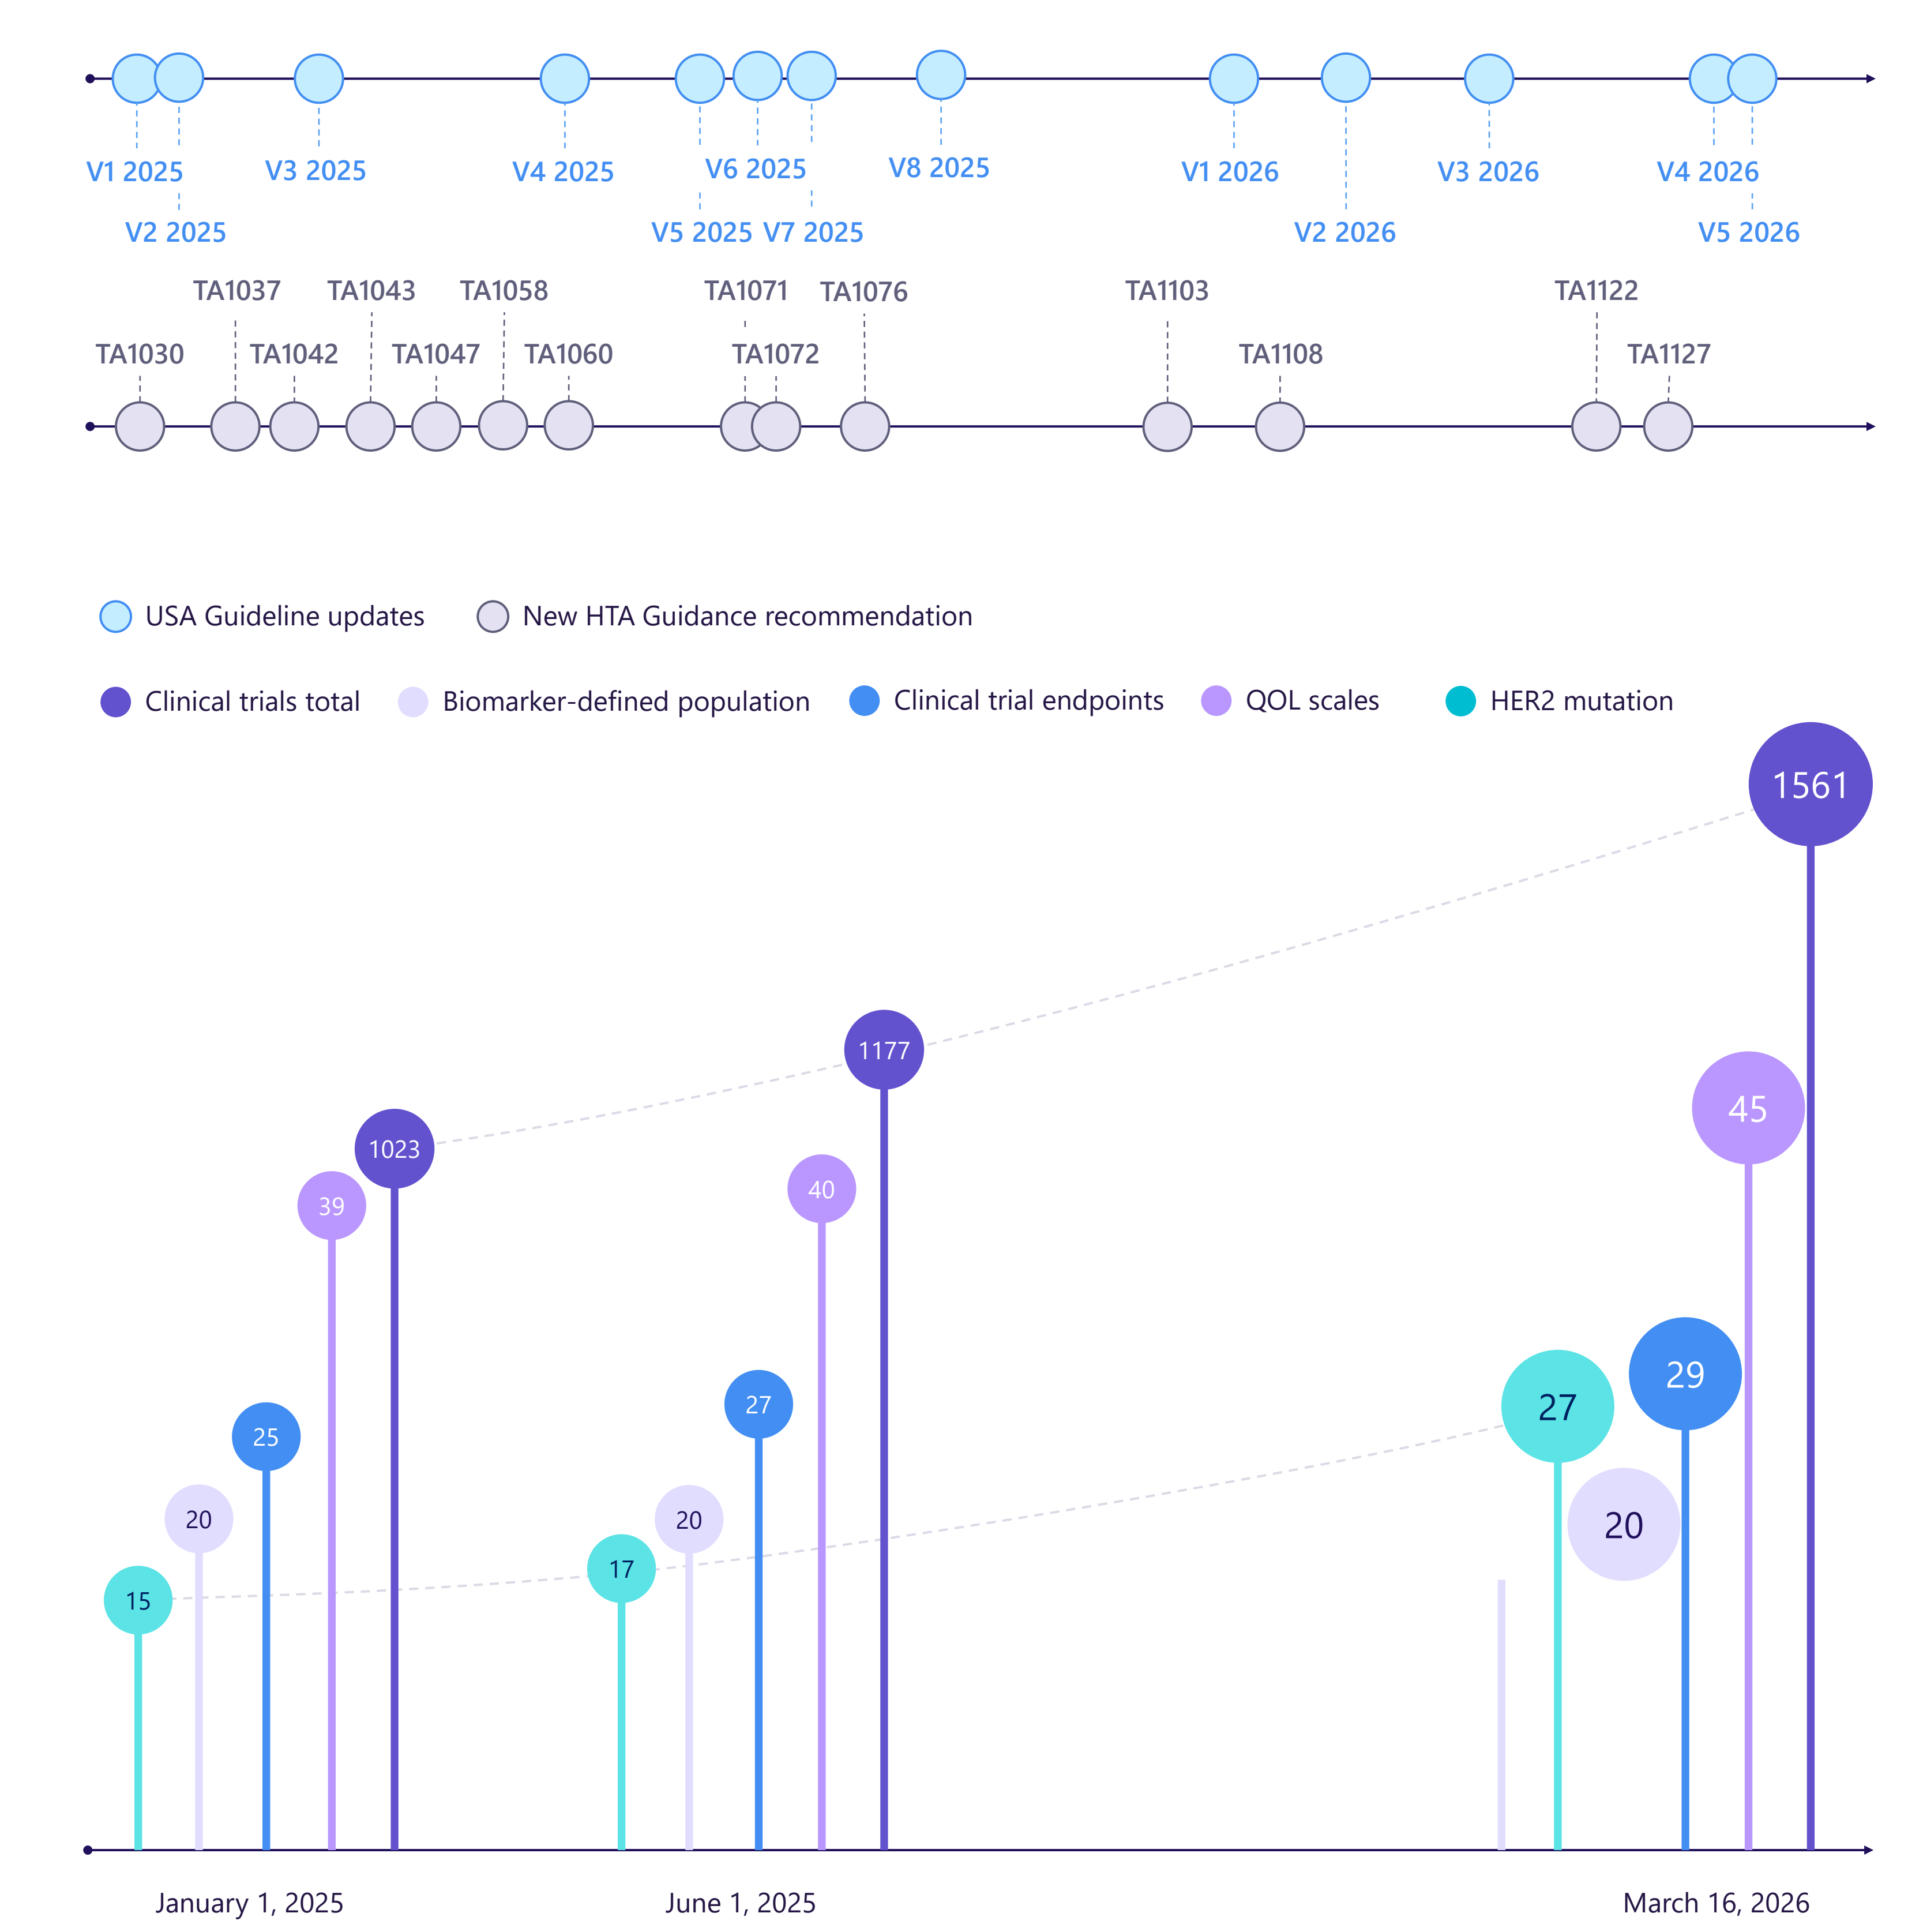 V1 2025
V3 2025
V4 2025
V6 2025
V8 2025
V1 2026
V3 2026
V4 2026
V2 2025
V5 2025
V7 2025
V2 2026
V5 2026
TA1037
TA1043
TA1058
TA1071
TA1076
TA1103
TA1122
TA1030
TA1042
TA1047
TA1060
TA1072
TA1108
TA1127
USA Guideline updates
New HTA Guidance recommendation
Clinical trials total
Biomarker-defined population
Clinical trial endpoints
QOL scales
HER2 mutation
15
20
25
39
1023
17
20
27
40
1177
27
20
29
45
1561
January 1, 2025
June 1, 2025
March 16, 2026